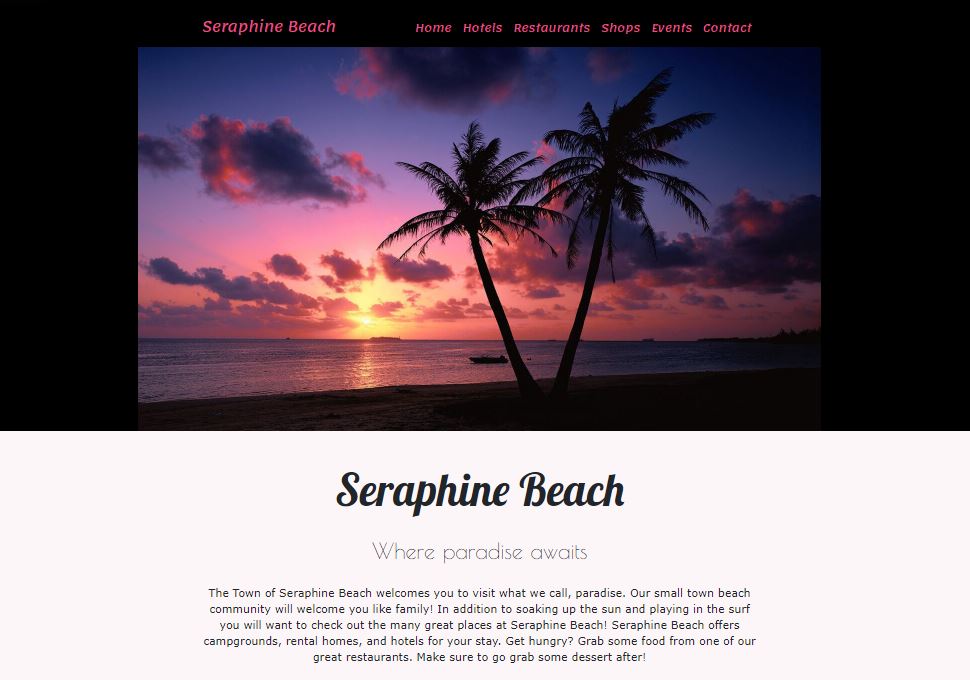 Seraphine Beach Home Hotels Restaurants Shops Events Contact
Seraphine Beach
Where paradise awaits
The Town of Seraphine Beach welcomes you to visit what we call, paradise. Our small town beach
community will welcome you like family! In addition to soaking up the sun and playing in the surf
you will want to check out the many great places at Seraphine Beach! Seraphine Beach offers
campgrounds, rental homes, and hotels for your stay. Get hungry? Grab some food from one of our
great restaurants. Make sure to go grab some dessert after!